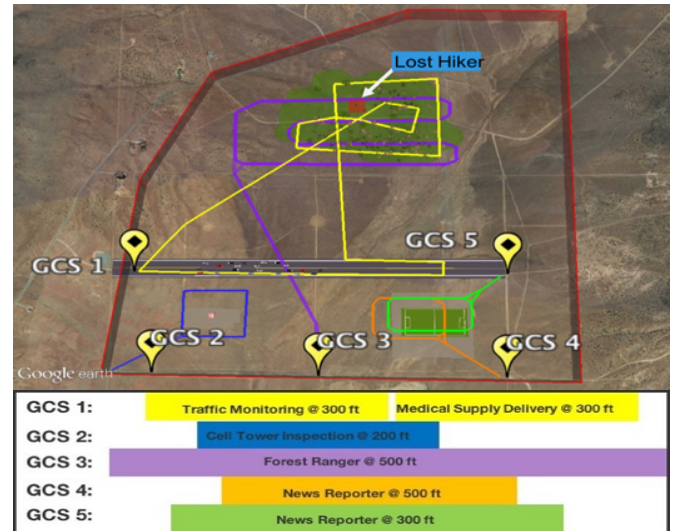 Lost Hiker
GCS 1
GCS 5
GCS 2
GCS 3
GCS 4
Google earth
GCS 1: Traffic Monitoring @ 300 ft Medical Supply Delivery @ 300 ft
GCS 2: Cell Tower Inspection @ 200 ft
GCS 3: Forest Ranger @ 500 ft
GCS 4: News Reporter @ 500 ft
GCS 5: News Reporter @ 300 ft